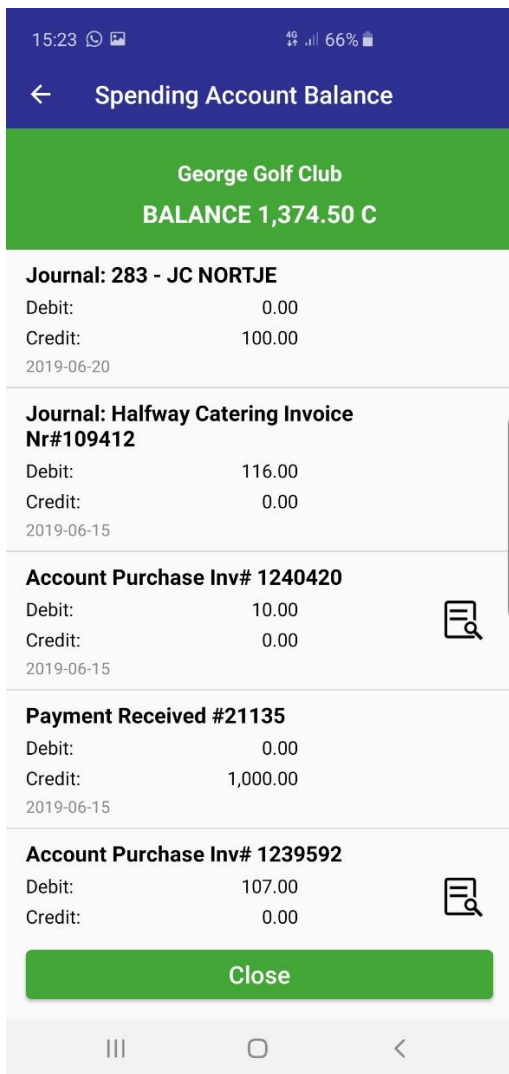 15:23 4G 66%
Spending Account Balance
George Golf Club
BALANCE 1,374.50 C
Journal: 283 - JC NORTJE
Debit: 0.00
Credit: 100.00
2019-06-20
Journal: Halfway Catering Invoice
Nr#109412
Debit: 116.00
Credit: 0.00
2019-06-15
Account Purchase Inv# 1240420
Debit: 10.00
Credit: 0.00
2019-06-15
Payment Received #21135
Debit: 0.00
Credit: 1,000.00
2019-06-15
Account Purchase Inv# 1239592
Debit: 107.00
Credit: 0.00
Close